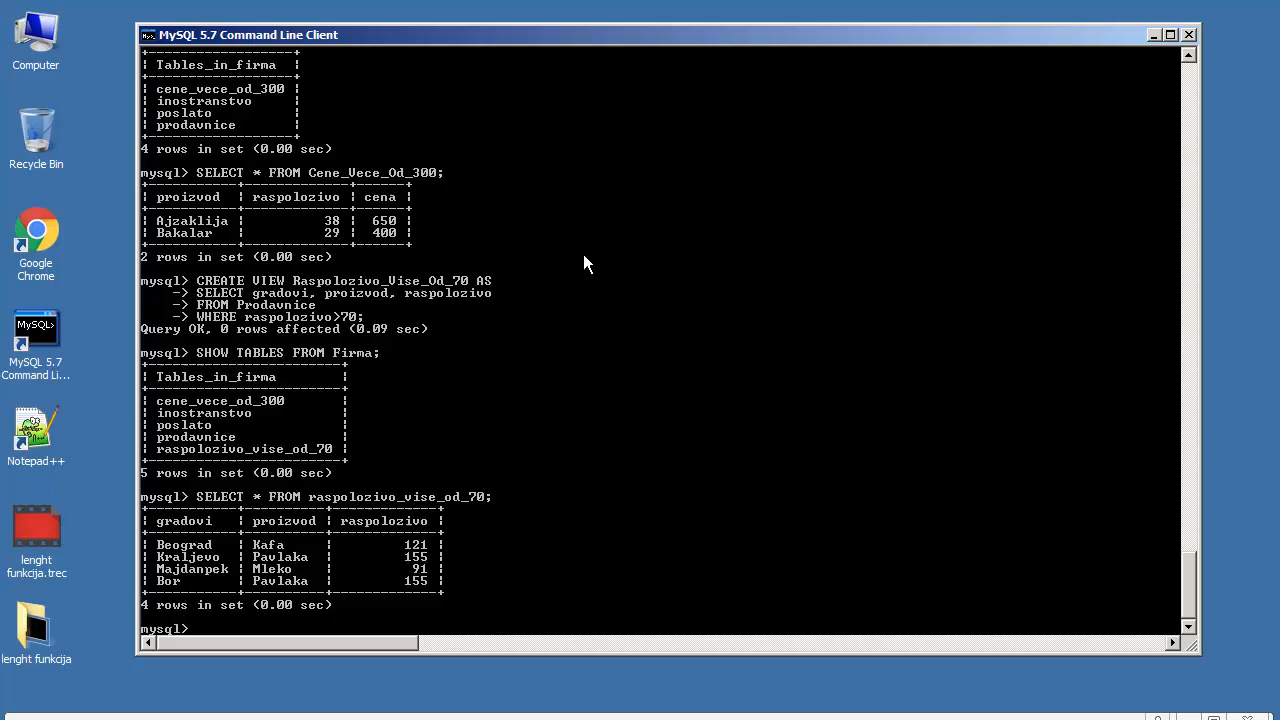 Computer
Recycle Bin
Google
Chrome
MySQL>
MySQL 5.7
Command Li...
Notepad++
lenght
funkcija.trec
lenght funkcija
MySQL 5.7 Command Line Client
+------------------+
| Tables_in_firma  |
+------------------+
| cene_vece_od_300 |
| inostranstvo     |
| poslato          |
| prodavnice       |
+------------------+
4 rows in set (0.00 sec)
mysql> SELECT * FROM Cene_Vece_Od_300;
+-----------+-------------+------+
| proizvod  | raspolozivo | cena |
+-----------+-------------+------+
| Ajzaklija |          38 |  650 |
| Bakalar   |          29 |  400 |
+-----------+-------------+------+
2 rows in set (0.00 sec)
mysql> CREATE VIEW Raspolozivo_Vise_Od_70 AS
    -> SELECT gradovi, proizvod, raspolozivo
    -> FROM Prodavnice
    -> WHERE raspolozivo>70;
Query OK, 0 rows affected (0.09 sec)
mysql> SHOW TABLES FROM Firma;
+------------------------+
| Tables_in_firma        |
+------------------------+
| cene_vece_od_300       |
| inostranstvo           |
| poslato                |
| prodavnice             |
| raspolozivo_vise_od_70 |
+------------------------+
5 rows in set (0.00 sec)
mysql> SELECT * FROM raspolozivo_vise_od_70;
+-----------+----------+-------------+
| gradovi   | proizvod | raspolozivo |
+-----------+----------+-------------+
| Beograd   | Kafa     |         121 |
| Kraljevo  | Pavlaka  |         155 |
| Majdanpek | Mleko    |          91 |
| Bor       | Pavlaka  |         155 |
+-----------+----------+-------------+
4 rows in set (0.00 sec)
mysql>